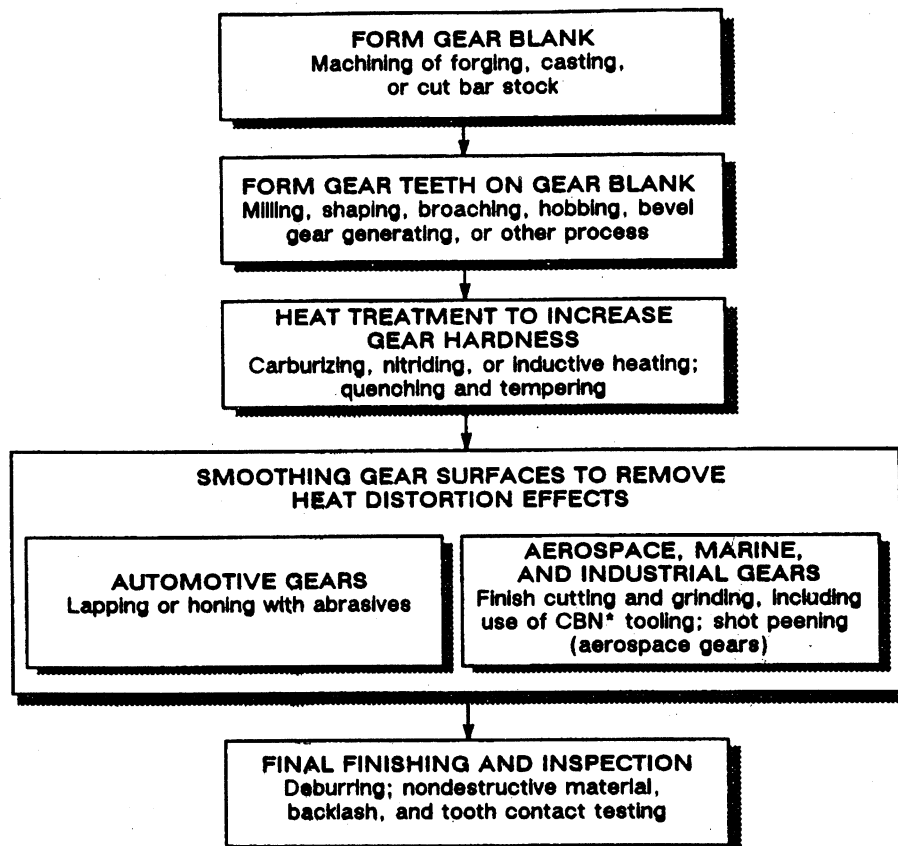 FORM GEAR BLANK
Machining of forging, casting,
or cut bar stock
FORM GEAR TEETH ON GEAR BLANK
Milling, shaping, broaching, hobbing, bevel
gear generating, or other process
HEAT TREATMENT TO INCREASE
GEAR HARDNESS
Carburizing, nitriding, or inductive heating;
quenching and tempering
SMOOTHING GEAR SURFACES TO REMOVE
HEAT DISTORTION EFFECTS
AUTOMOTIVE GEARS
Lapping or honing with abrasives
AEROSPACE, MARINE,
AND INDUSTRIAL GEARS
Finish cutting and grinding, including
use of CBN* tooling; shot peening
(aerospace gears)
FINAL FINISHING AND INSPECTION
Deburring; nondestructive material,
backlash, and tooth contact testing